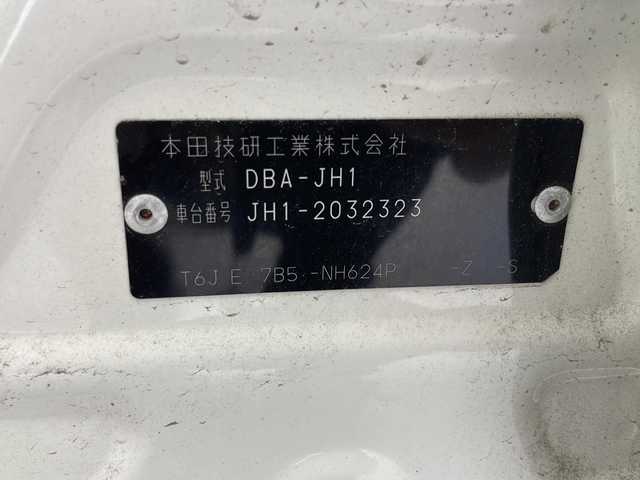 本田技研工業株式会社
型式 DBA-JH1
車台番号 JH1-2032323
T6J E 7B5 -NH624P -Z -S